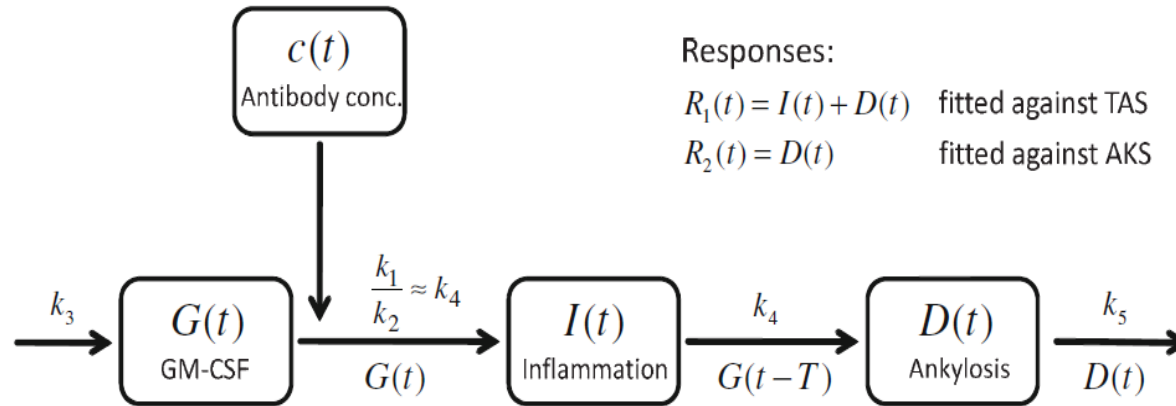 c(t)
Antibody conc.
Responses:
R₁(t) = I(t) + D(t) fitted against TAS
R₂(t) = D(t) fitted against AKS
k₃
G(t)
GM-CSF
k₁/k₂ ≈ k₄
G(t)
I(t)
Inflammation
k₄
G(t − T)
D(t)
Ankylosis
k₅
D(t)